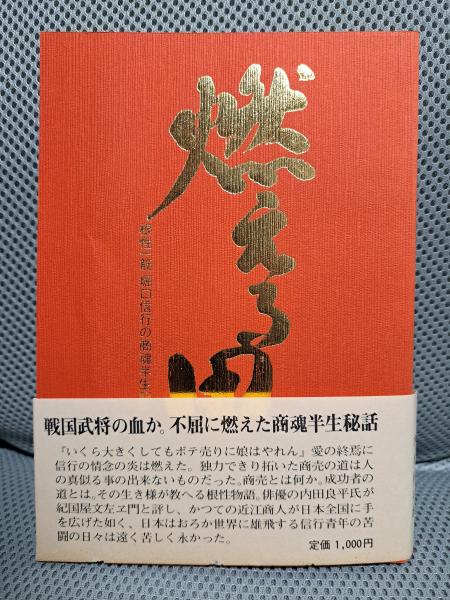 燃える男
根性一筋 堀口信行の商魂半生
戦国武将の血か。不屈に燃えた商魂半生秘話
『いくら大きくしてもボテ売りに娘はやれん』愛の終焉に
信行の情念の炎は燃えた。独力できり拓いた商売の道は人
の真似る事の出来ないものだった。商売とは何か。成功者の
道とは。その生き様が教へる根性物語。俳優の内田良平氏が
紀国屋文左ヱ門と評し、かつての近江商人が日本全国に手
を広げた如く、日本はおろか世界に雄飛する信行青年の苦
闘の日々は遠く苦しく永かった。
定価 1,000円